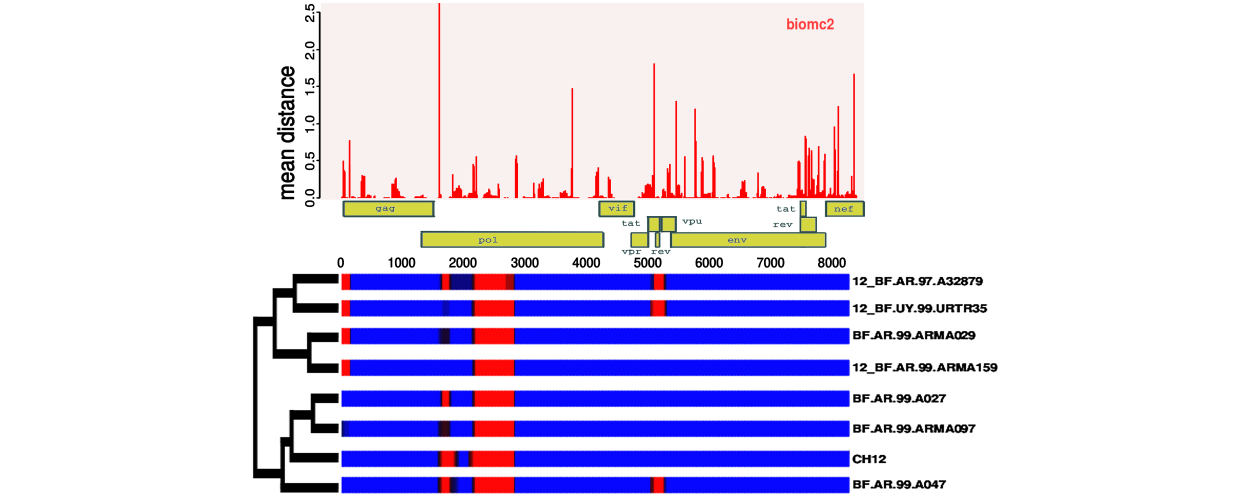 biomc2
mean distance
2.5
2.0
1.5
1.0
0.5
0.0
gag
vif
tat
nef
tat
vpu
rev
pol
env
vpr
rev
0 1000 2000 3000 4000 5000 6000 7000 8000
12_BF.AR.97.A32879
12_BF.UY.99.URTR35
BF.AR.99.ARMA029
12_BF.AR.99.ARMA159
BF.AR.99.A027
BF.AR.99.ARMA097
CH12
BF.AR.99.A047